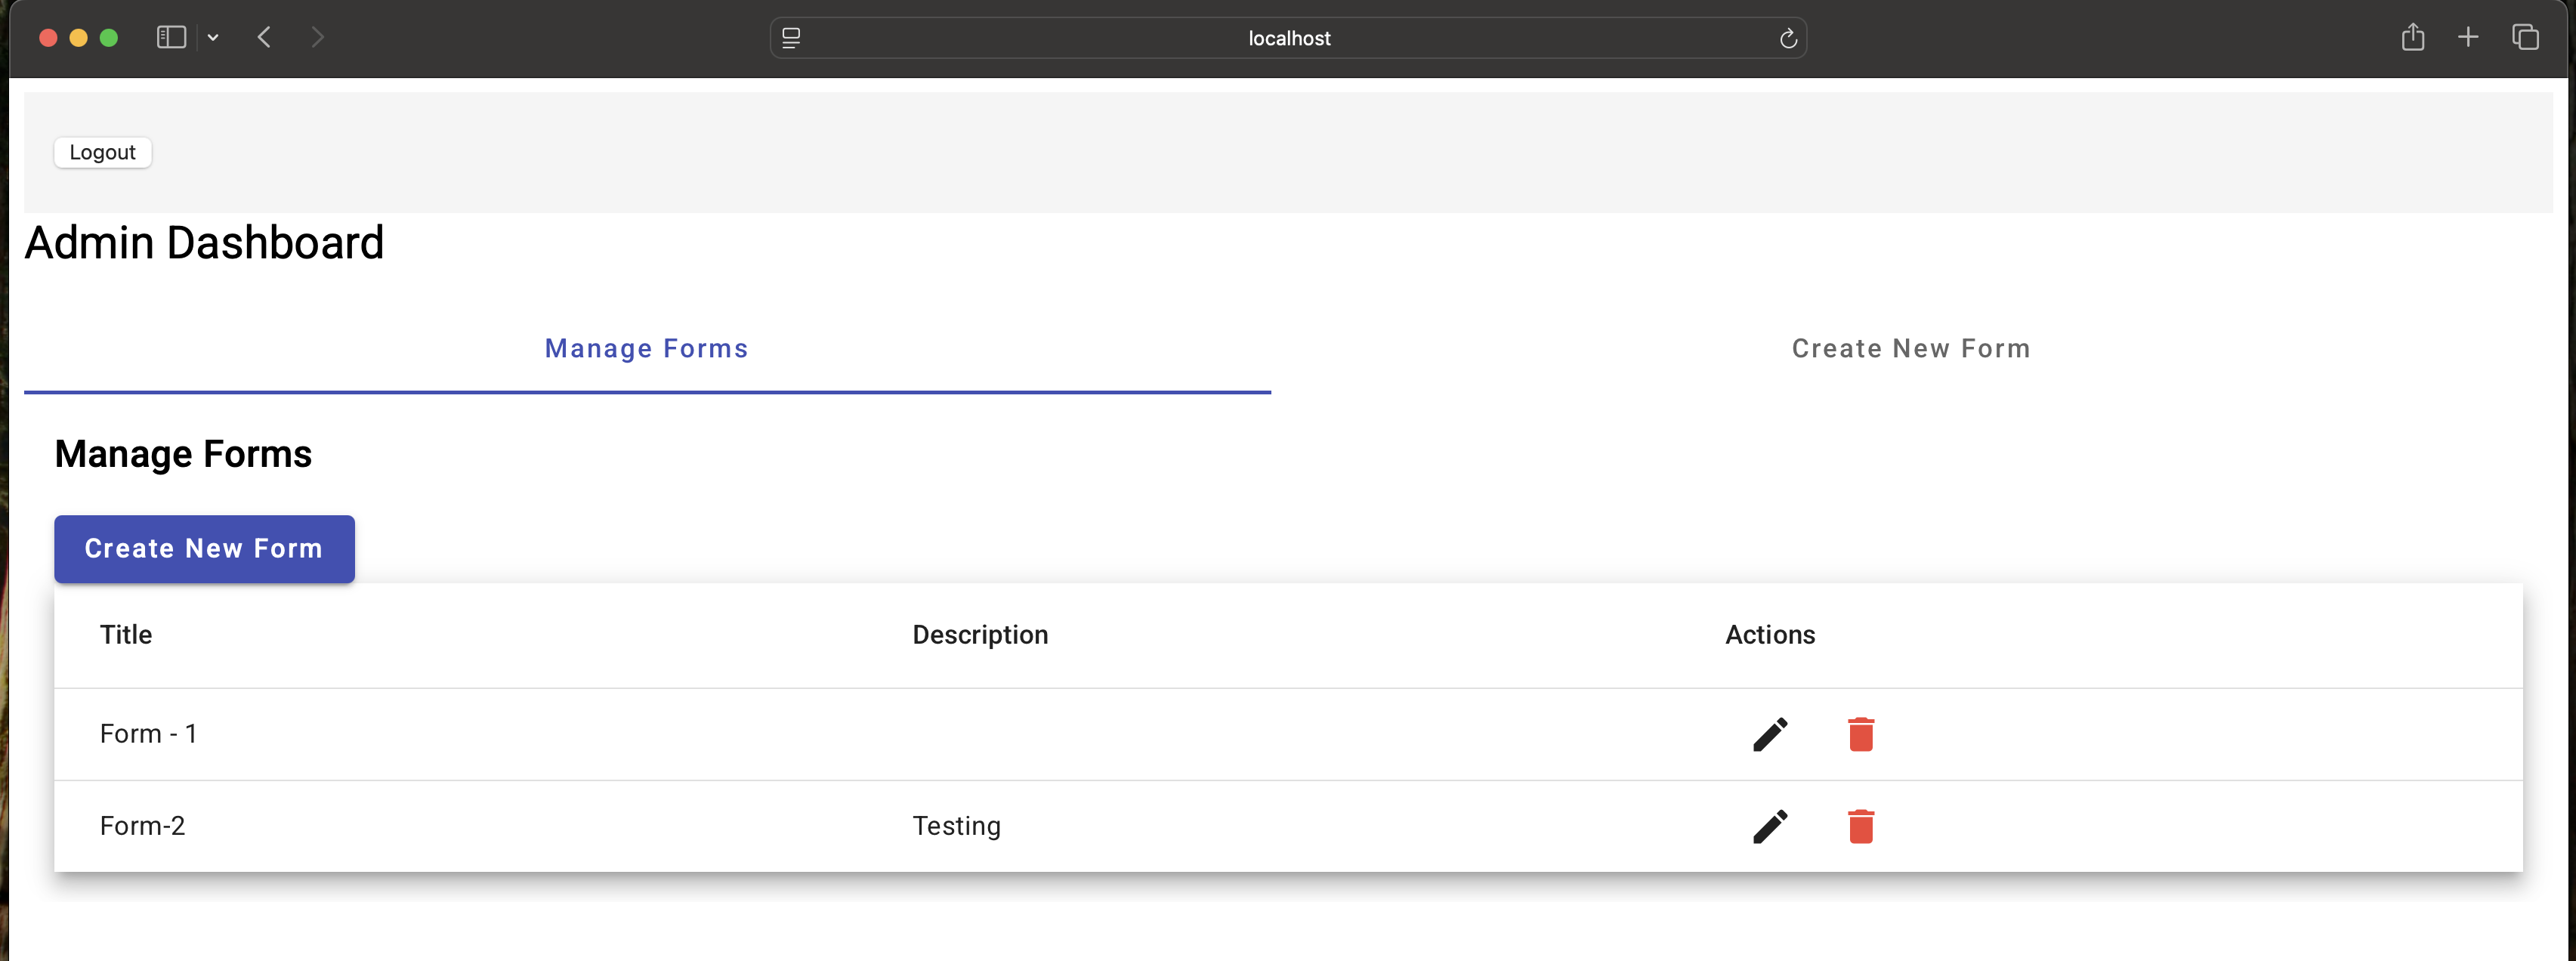 localhost
Logout
Admin Dashboard
Manage Forms Create New Form
Manage Forms
Create New Form
Title Description Actions
Form - 1
Form-2 Testing